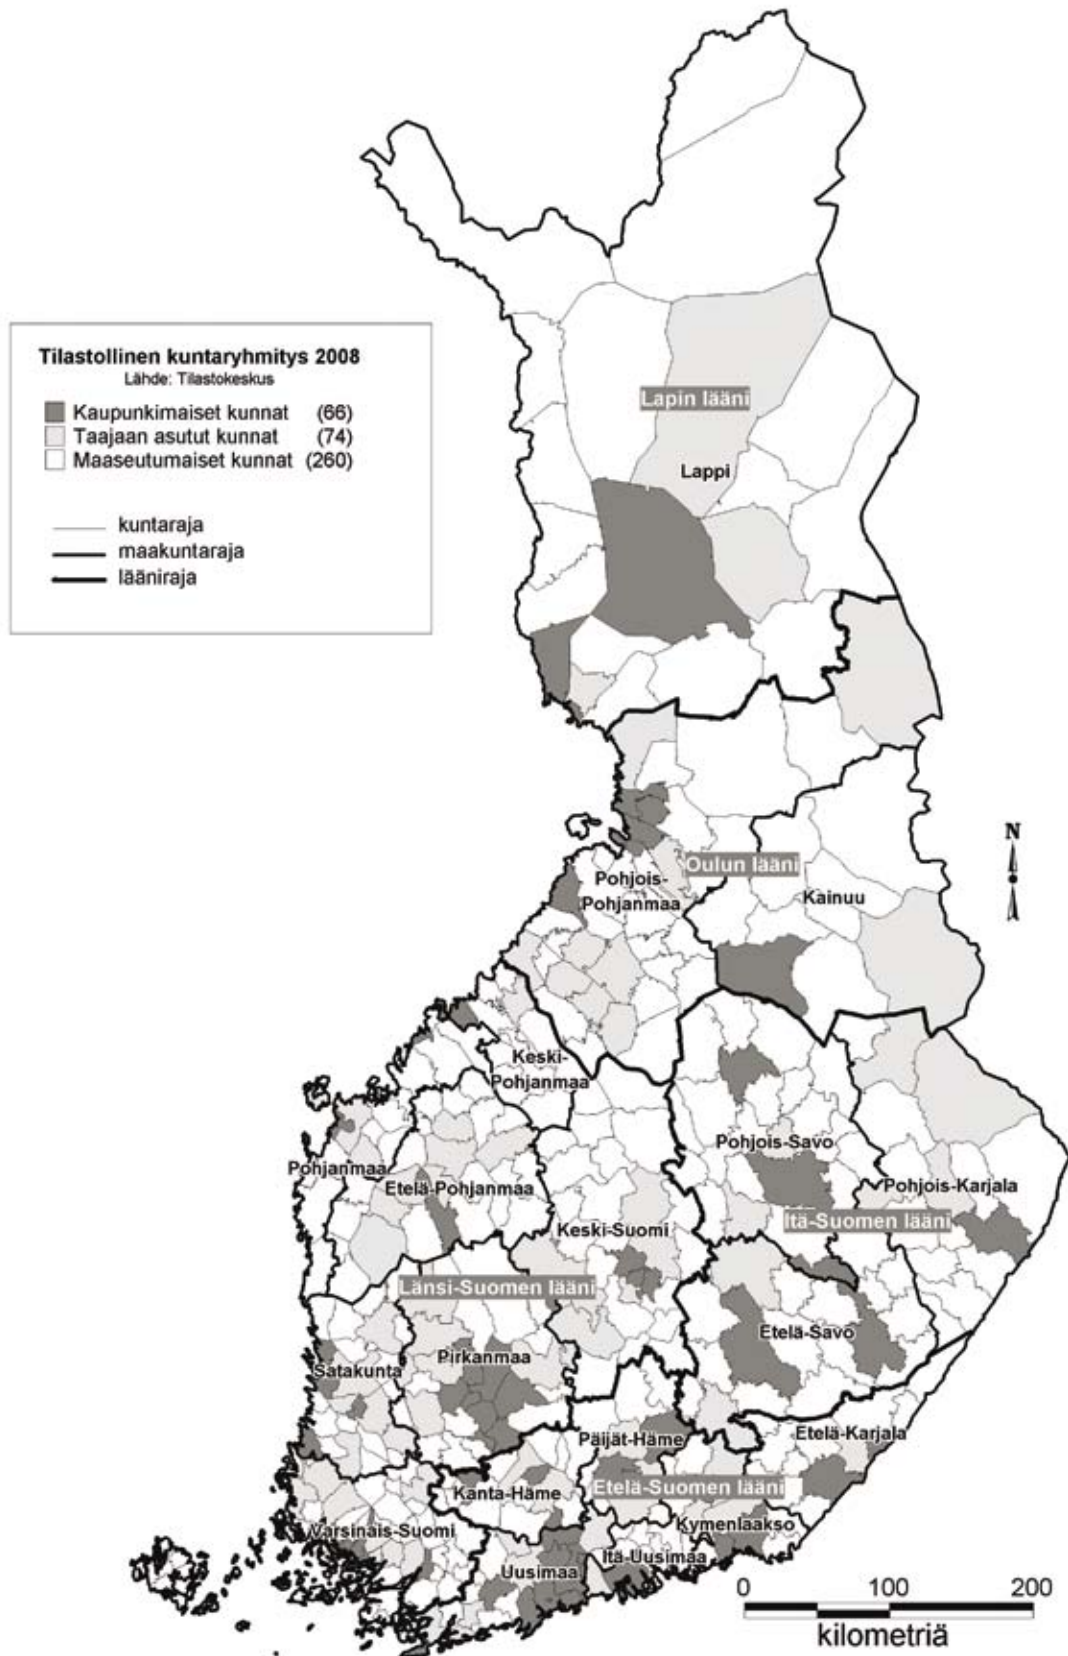 Tilastollinen kuntaryhmitys 2008
Lähde: Tilastokeskus
Kaupunkimaiset kunnat (66)
Taajaan asutut kunnat (74)
Maaseutumaiset kunnat (260)
kuntaraja
maakuntaraja
lääniraja
Lapin lääni
Lappi
N
Oulun lääni
Pohjois-
Pohjanmaa
Kainuu
Keski-
Pohjanmaa
Pohjois-Savo
Pohjanmaa
Etelä-Pohjanmaa
Pohjois-Karjala
Itä-Suomen lääni
Keski-Suomi
Länsi-Suomen lääni
Etelä-Savo
Satakunta
Pirkanmaa
Päijät-Häme
Etelä-Karjala
Kanta-Häme
Etelä-Suomen lääni
Varsinais-Suomi
Kymenlaakso
Uusimaa
Itä-Uusimaa
0 100 200
kilometriä